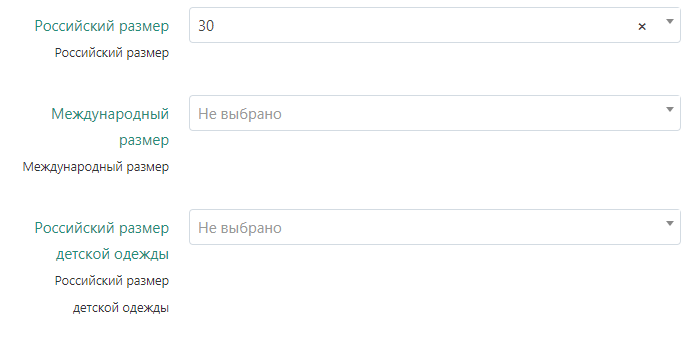 Российский размер
30 ×
Российский размер
Международный
размер
Не выбрано
Международный размер
Российский размер
детской одежды
Не выбрано
Российский размер
детской одежды